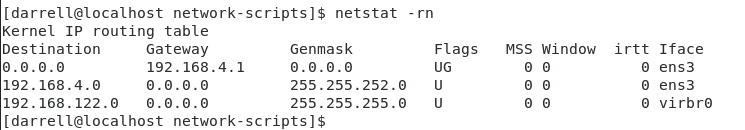 [darrell@localhost network-scripts]$ netstat -rn
Kernel IP routing table
Destination     Gateway         Genmask         Flags   MSS Window  irtt Iface
0.0.0.0         192.168.4.1     0.0.0.0         UG        0 0          0 ens3
192.168.4.0     0.0.0.0         255.255.252.0   U         0 0          0 ens3
192.168.122.0   0.0.0.0         255.255.255.0   U         0 0          0 virbr0
[darrell@localhost network-scripts]$